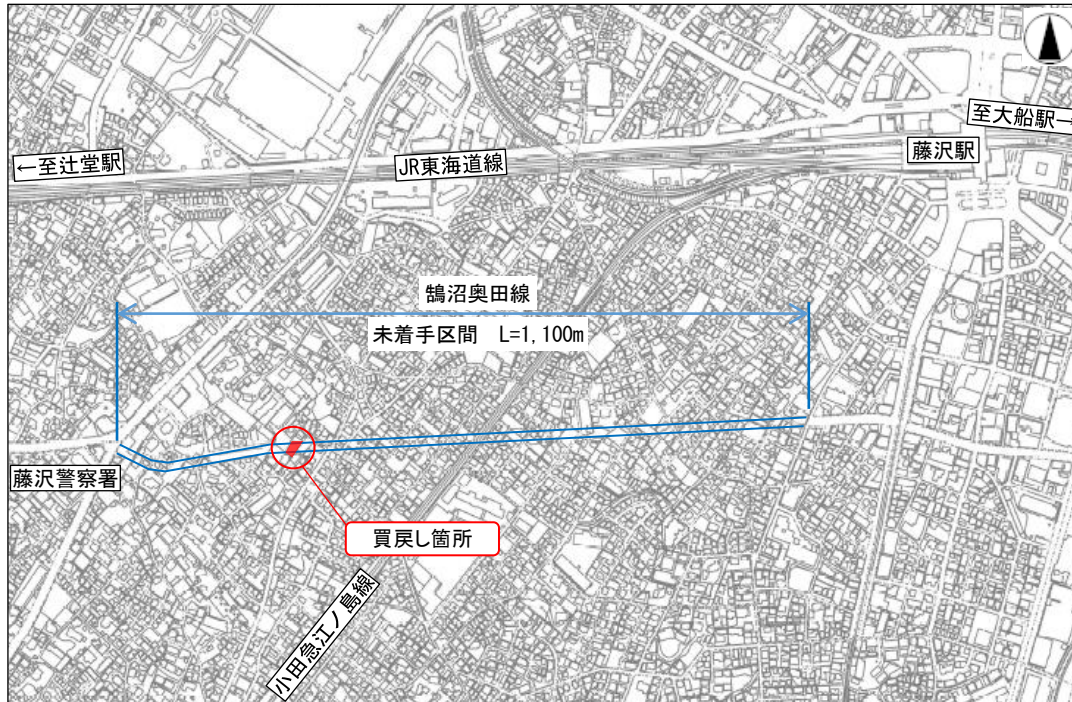 至大船駅→
藤沢駅
←至辻堂駅
JR東海道線
鵠沼奥田線
未着手区間 L=1,100m
藤沢警察署
買戻し箇所
小田急江ノ島線